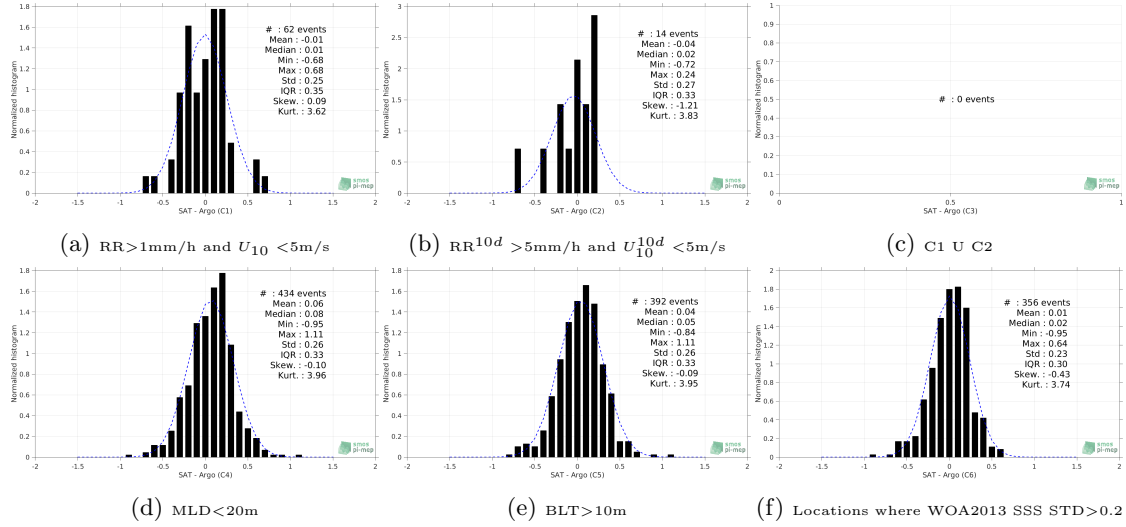 1.8
1.6
1.4
1.2
1
0.8
0.6
0.4
0.2
0
-2 -1.5 -1 -0.5 0 0.5 1 1.5 2
Normalized histogram
SAT - Argo (C1)
# : 62 events
Mean : -0.01
Median : 0.01
Min : -0.68
Max : 0.68
Std : 0.25
IQR : 0.35
Skew. : 0.09
Kurt. : 3.62
smos
pi-mep
(a) RR>1mm/h and U10 <5m/s
3
2.5
2
1.5
1
0.5
0
-2 -1.5 -1 -0.5 0 0.5 1 1.5 2
Normalized histogram
SAT - Argo (C2)
# : 14 events
Mean : -0.04
Median : 0.02
Min : -0.72
Max : 0.24
Std : 0.27
IQR : 0.33
Skew. : -1.21
Kurt. : 3.83
smos
pi-mep
(b) RR10d >5mm/h and U10d10 <5m/s
1
0.9
0.8
0.7
0.6
0.5
0.4
0.3
0.2
0.1
0
0 0.5 1
Normalized histogram
SAT - Argo (C3)
# : 0 events
smos
pi-mep
(c) C1 U C2
1.8
1.6
1.4
1.2
1
0.8
0.6
0.4
0.2
0
-2 -1.5 -1 -0.5 0 0.5 1 1.5 2
Normalized histogram
SAT - Argo (C4)
# : 434 events
Mean : 0.06
Median : 0.08
Min : -0.95
Max : 1.11
Std : 0.26
IQR : 0.33
Skew. : -0.10
Kurt. : 3.96
smos
pi-mep
(d) MLD<20m
1.8
1.6
1.4
1.2
1
0.8
0.6
0.4
0.2
0
-2 -1.5 -1 -0.5 0 0.5 1 1.5 2
Normalized histogram
SAT - Argo (C5)
# : 392 events
Mean : 0.04
Median : 0.05
Min : -0.84
Max : 1.11
Std : 0.26
IQR : 0.33
Skew. : -0.09
Kurt. : 3.95
smos
pi-mep
(e) BLT>10m
2
1.8
1.6
1.4
1.2
1
0.8
0.6
0.4
0.2
0
-2 -1.5 -1 -0.5 0 0.5 1 1.5 2
Normalized histogram
SAT - Argo (C6)
# : 356 events
Mean : 0.01
Median : 0.02
Min : -0.95
Max : 0.64
Std : 0.23
IQR : 0.30
Skew. : -0.43
Kurt. : 3.74
smos
pi-mep
(f) Locations where WOA2013 SSS STD>0.2